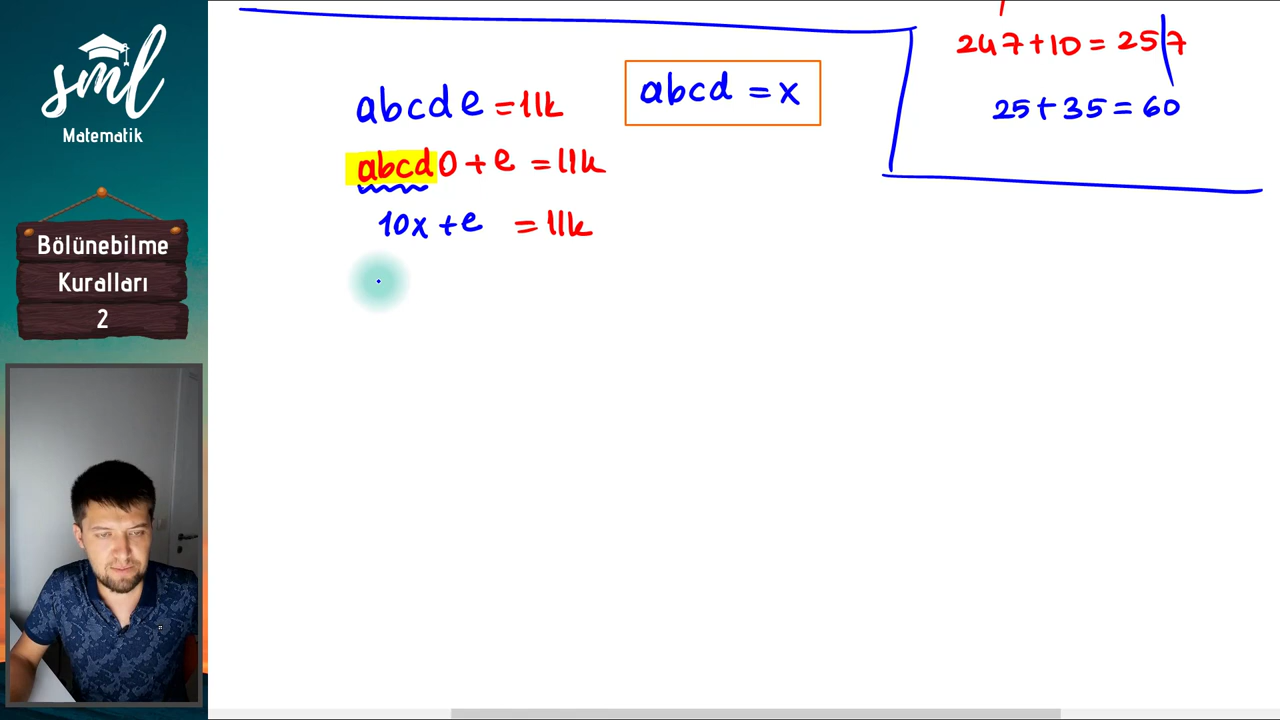 sml
Matematik
Bölünebilme
Kuralları
2
abcde = 11k
abcd0 + e = 11k
10x + e = 11k
abcd = x
247+10 = 257
25+35 = 60